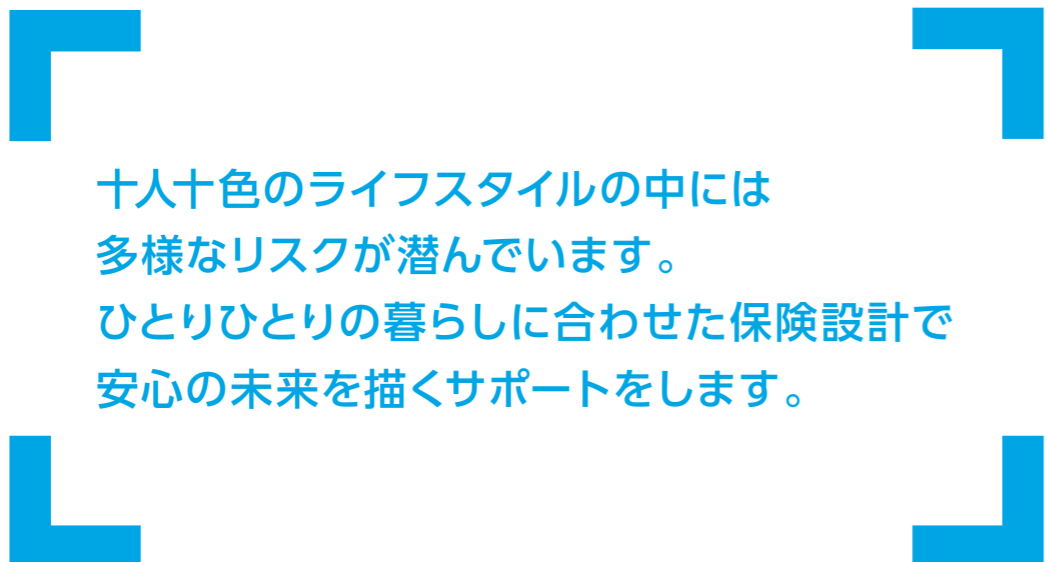 十人十色のライフスタイルの中には
多様なリスクが潜んでいます。
ひとりひとりの暮らしに合わせた保険設計で
安心の未来を描くサポートをします。